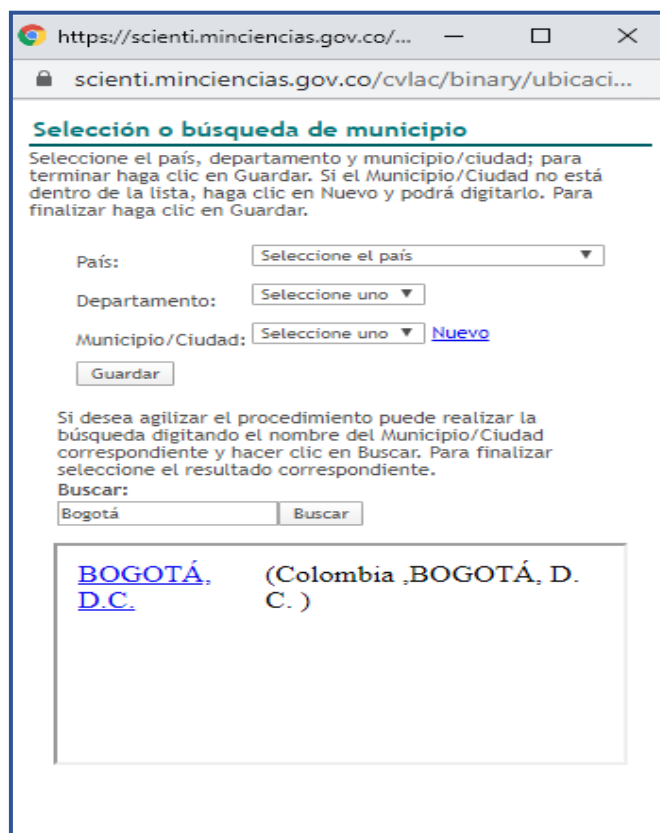 https://scienti.minciencias.gov.co/...
scienti.minciencias.gov.co/cvlac/binary/ubicaci...
Selección o búsqueda de municipio
Seleccione el país, departamento y municipio/ciudad; para
terminar haga clic en Guardar. Si el Municipio/Ciudad no está
dentro de la lista, haga clic en Nuevo y podrá digitarlo. Para
finalizar haga clic en Guardar.
País: Seleccione el país
Departamento: Seleccione uno
Municipio/Ciudad: Seleccione uno Nuevo
Guardar
Si desea agilizar el procedimiento puede realizar la
búsqueda digitando el nombre del Municipio/Ciudad
correspondiente y hacer clic en Buscar. Para finalizar
seleccione el resultado correspondiente.
Buscar:
Bogotá Buscar
BOGOTÁ, (Colombia ,BOGOTÁ, D.
D.C. C. )